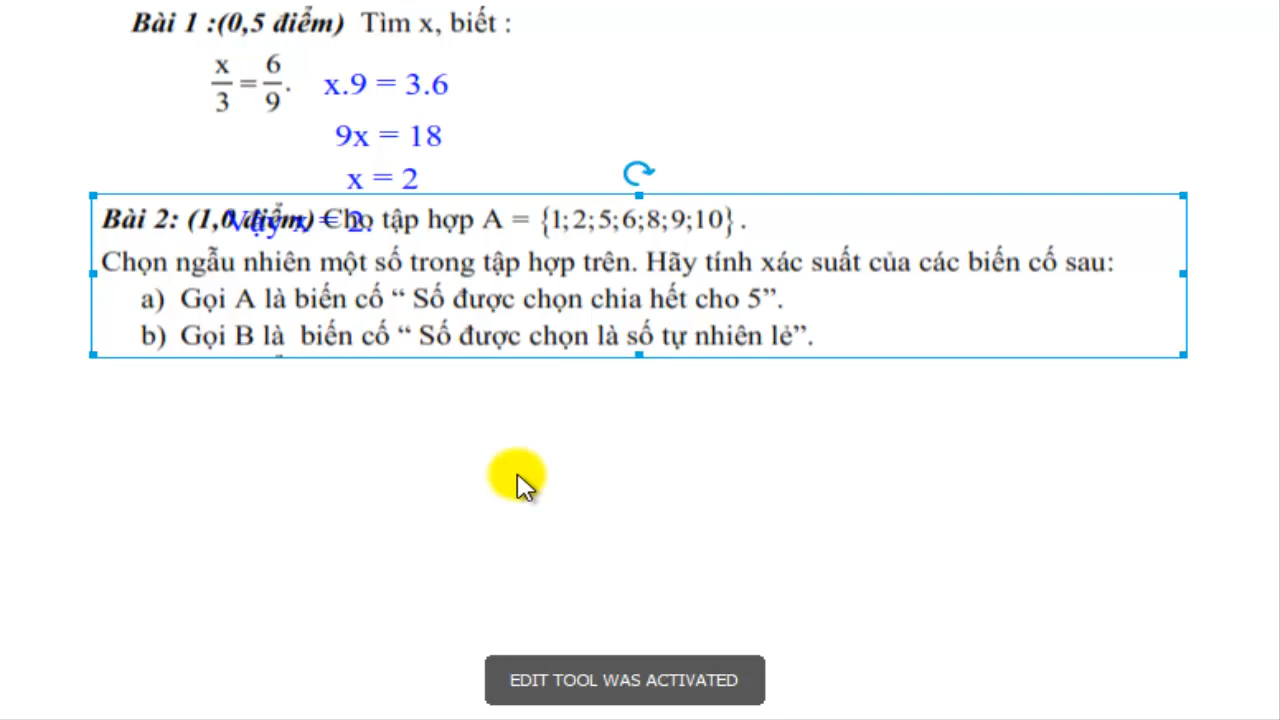 Bài 1 :(0,5 điểm) Tìm x, biết :
x/3 = 6/9. x.9 = 3.6
9x = 18
x = 2
Vậy x = 2.
Bài 2: (1,0 điểm) Cho tập hợp A = {1;2;5;6;8;9;10}.
Chọn ngẫu nhiên một số trong tập hợp trên. Hãy tính xác suất của các biến cố sau:
a) Gọi A là biến cố “ Số được chọn chia hết cho 5”.
b) Gọi B là biến cố “ Số được chọn là số tự nhiên lẻ”.
EDIT TOOL WAS ACTIVATED